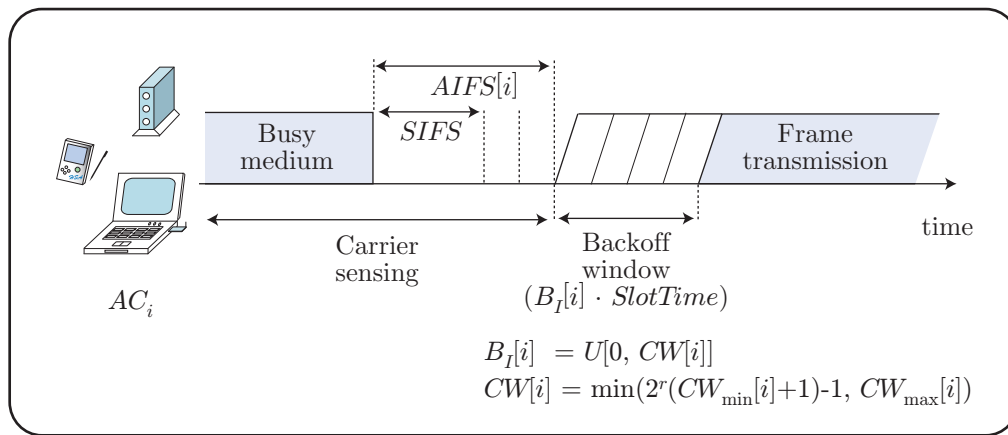 AIFS[i]
SIFS
Busy
medium
Frame
transmission
time
Carrier
sensing
Backoff
window
(B_I[i] · SlotTime)
AC_i
B_I[i] = U[0, CW[i]]
CW[i] = min(2^r(CW_min[i]+1)-1, CW_max[i])